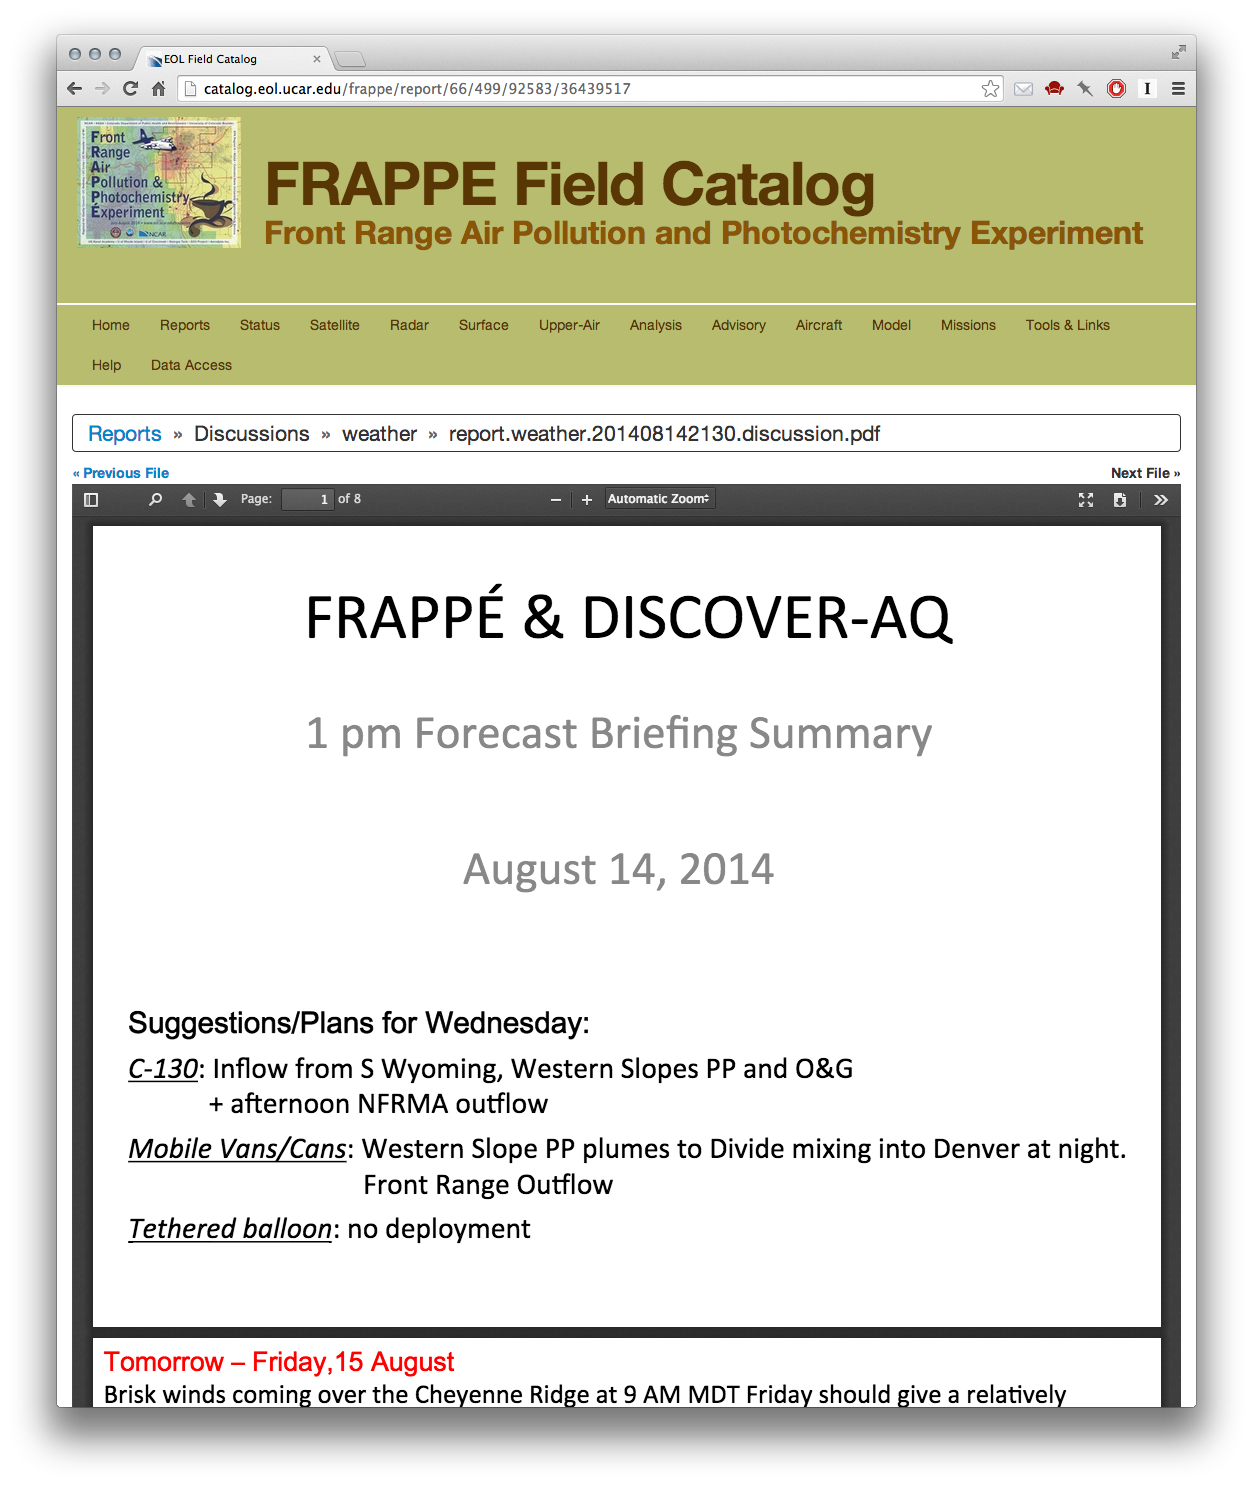 EOL Field Catalog
catalog.eol.ucar.edu/frappe/report/66/499/92583/36439517
Front
Range
Air
Pollution &
Photochemistry
Experiment
NCAR
FRAPPE Field Catalog
Front Range Air Pollution and Photochemistry Experiment
Home Reports Status Satellite Radar Surface Upper-Air Analysis Advisory Aircraft Model Missions Tools & Links
Help Data Access
Reports » Discussions » weather » report.weather.201408142130.discussion.pdf
« Previous File Next File »
Page: 1 of 8 Automatic Zoom
FRAPPÉ & DISCOVER-AQ
1 pm Forecast Briefing Summary
August 14, 2014
Suggestions/Plans for Wednesday:
C-130: Inflow from S Wyoming, Western Slopes PP and O&G
+ afternoon NFRMA outflow
Mobile Vans/Cans: Western Slope PP plumes to Divide mixing into Denver at night.
Front Range Outflow
Tethered balloon: no deployment
Tomorrow – Friday,15 August
Brisk winds coming over the Cheyenne Ridge at 9 AM MDT Friday should give a relatively